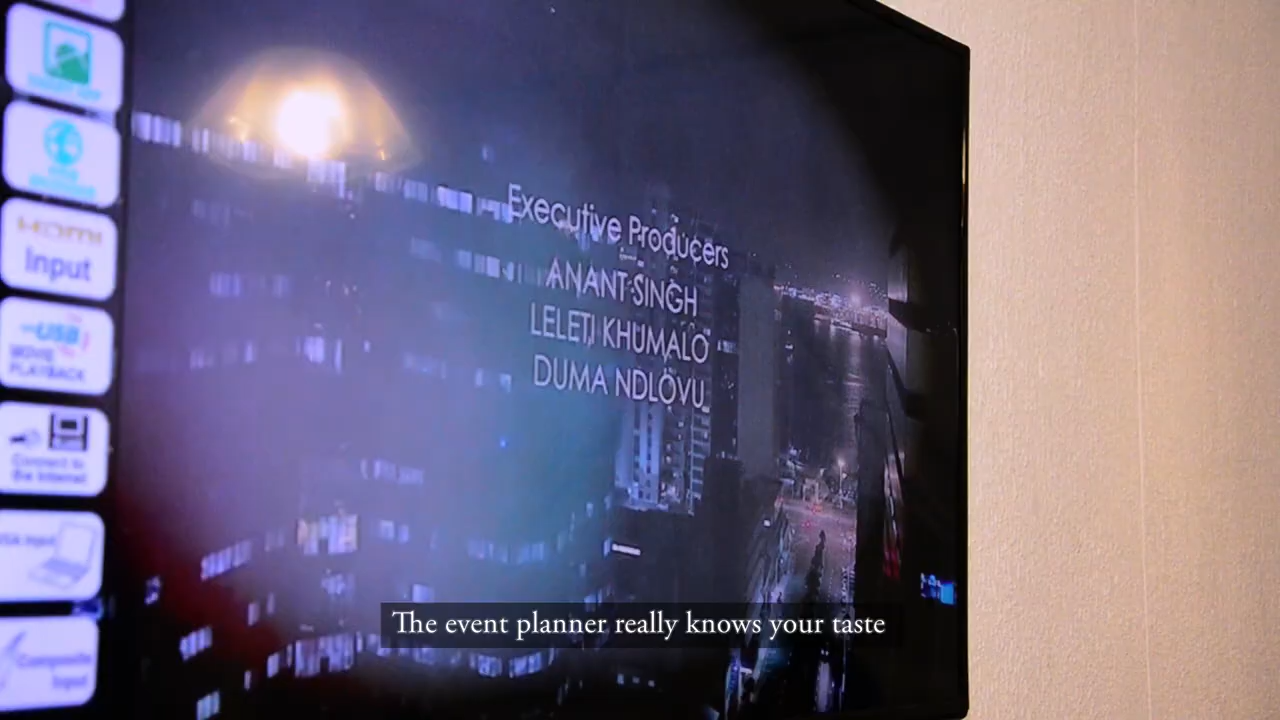 HDMI
Input
USB
MOVIE
PLAYBACK
Connect to
the Internet
VGA Input
Composite
Input
Executive Producers
ANANT SINGH
LELETI KHUMALO
DUMA NDLOVU
The event planner really knows your taste